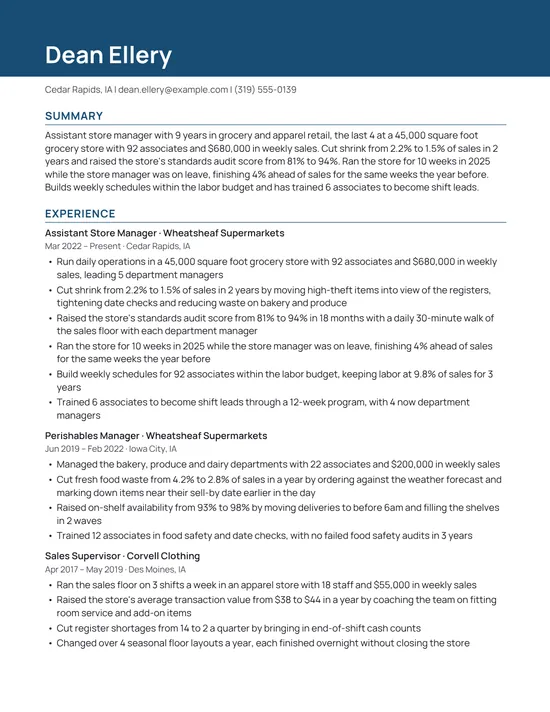 Dean Ellery
Cedar Rapids, IA | dean.ellery@example.com | (319) 555-0139
SUMMARY
Assistant store manager with 9 years in grocery and apparel retail, the last 4 at a 45,000 square foot
grocery store with 92 associates and $680,000 in weekly sales. Cut shrink from 2.2% to 1.5% of sales in 2
years and raised the store's standards audit score from 81% to 94%. Ran the store for 10 weeks in 2025
while the store manager was on leave, finishing 4% ahead of sales for the same weeks the year before.
Builds weekly schedules within the labor budget and has trained 6 associates to become shift leads.
EXPERIENCE
Assistant Store Manager · Wheatsheaf Supermarkets
Mar 2022 – Present · Cedar Rapids, IA
• Run daily operations in a 45,000 square foot grocery store with 92 associates and $680,000 in weekly
sales, leading 5 department managers
• Cut shrink from 2.2% to 1.5% of sales in 2 years by moving high-theft items into view of the registers,
tightening date checks and reducing waste on bakery and produce
• Raised the store's standards audit score from 81% to 94% in 18 months with a daily 30-minute walk of
the sales floor with each department manager
• Ran the store for 10 weeks in 2025 while the store manager was on leave, finishing 4% ahead of sales
for the same weeks the year before
• Build weekly schedules for 92 associates within the labor budget, keeping labor at 9.8% of sales for 3
years
• Trained 6 associates to become shift leads through a 12-week program, with 4 now department
managers
Perishables Manager · Wheatsheaf Supermarkets
Jun 2019 – Feb 2022 · Iowa City, IA
• Managed the bakery, produce and dairy departments with 22 associates and $200,000 in weekly sales
• Cut fresh food waste from 4.2% to 2.8% of sales in a year by ordering against the weather forecast and
marking down items near their sell-by date earlier in the day
• Raised on-shelf availability from 93% to 98% by moving deliveries to before 6am and filling the shelves
in 2 waves
• Trained 12 associates in food safety and date checks, with no failed food safety audits in 3 years
Sales Supervisor · Corvell Clothing
Apr 2017 – May 2019 · Des Moines, IA
• Ran the sales floor on 3 shifts a week in an apparel store with 18 staff and $55,000 in weekly sales
• Raised the store's average transaction value from $38 to $44 in a year by coaching the team on fitting
room service and add-on items
• Cut register shortages from 14 to 2 a quarter by bringing in end-of-shift cash counts
• Changed over 4 seasonal floor layouts a year, each finished overnight without closing the store